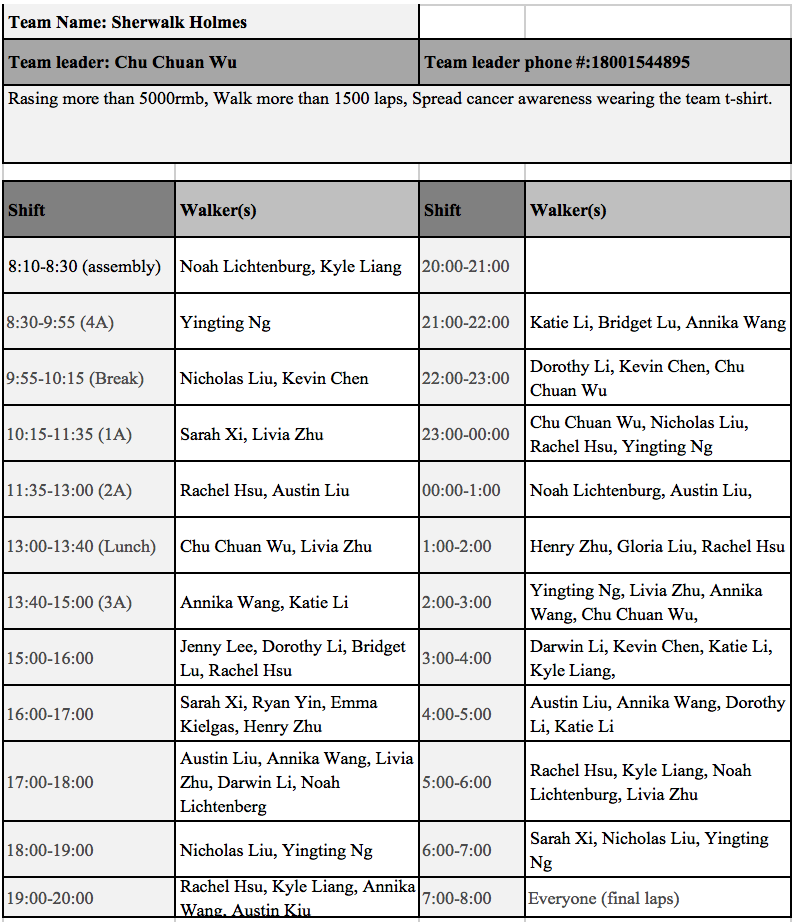 Team Name: Sherwalk Holmes
Team leader: Chu Chuan Wu
Team leader phone #:18001544895
Rasing more than 5000rmb, Walk more than 1500 laps, Spread cancer awareness wearing the team t-shirt.
Shift
Walker(s)
Shift
Walker(s)
8:10-8:30 (assembly)
Noah Lichtenburg, Kyle Liang
20:00-21:00
8:30-9:55 (4A)
Yingting Ng
21:00-22:00
Katie Li, Bridget Lu, Annika Wang
9:55-10:15 (Break)
Nicholas Liu, Kevin Chen
22:00-23:00
Dorothy Li, Kevin Chen, Chu
Chuan Wu
10:15-11:35 (1A)
Sarah Xi, Livia Zhu
23:00-00:00
Chu Chuan Wu, Nicholas Liu,
Rachel Hsu, Yingting Ng
11:35-13:00 (2A)
Rachel Hsu, Austin Liu
00:00-1:00
Noah Lichtenburg, Austin Liu,
13:00-13:40 (Lunch)
Chu Chuan Wu, Livia Zhu
1:00-2:00
Henry Zhu, Gloria Liu, Rachel Hsu
13:40-15:00 (3A)
Annika Wang, Katie Li
2:00-3:00
Yingting Ng, Livia Zhu, Annika
Wang, Chu Chuan Wu,
15:00-16:00
Jenny Lee, Dorothy Li, Bridget
Lu, Rachel Hsu
3:00-4:00
Darwin Li, Kevin Chen, Katie Li,
Kyle Liang,
16:00-17:00
Sarah Xi, Ryan Yin, Emma
Kielgas, Henry Zhu
4:00-5:00
Austin Liu, Annika Wang, Dorothy
Li, Katie Li
17:00-18:00
Austin Liu, Annika Wang, Livia
Zhu, Darwin Li, Noah
Lichtenberg
5:00-6:00
Rachel Hsu, Kyle Liang, Noah
Lichtenburg, Livia Zhu
18:00-19:00
Nicholas Liu, Yingting Ng
6:00-7:00
Sarah Xi, Nicholas Liu, Yingting
Ng
19:00-20:00
Rachel Hsu, Kyle Liang, Annika
Wang, Austin Kiu
7:00-8:00
Everyone (final laps)